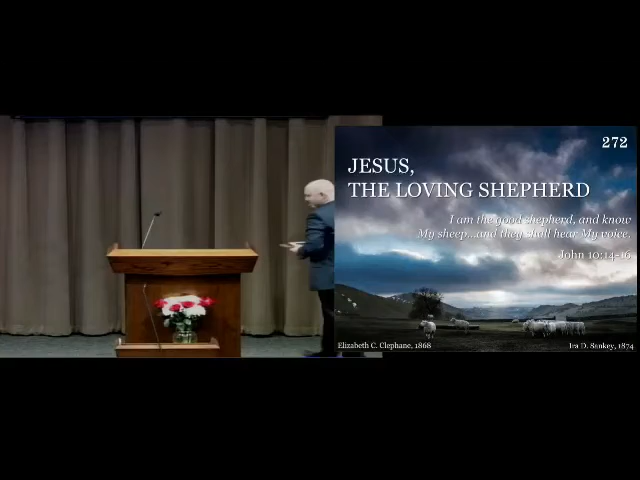 272
JESUS,
THE LOVING SHEPHERD
I am the good shepherd, and know
My sheep...and they shall hear My voice.
John 10:14-16
Elizabeth C. Clephane, 1868
Ira D. Sankey, 1874